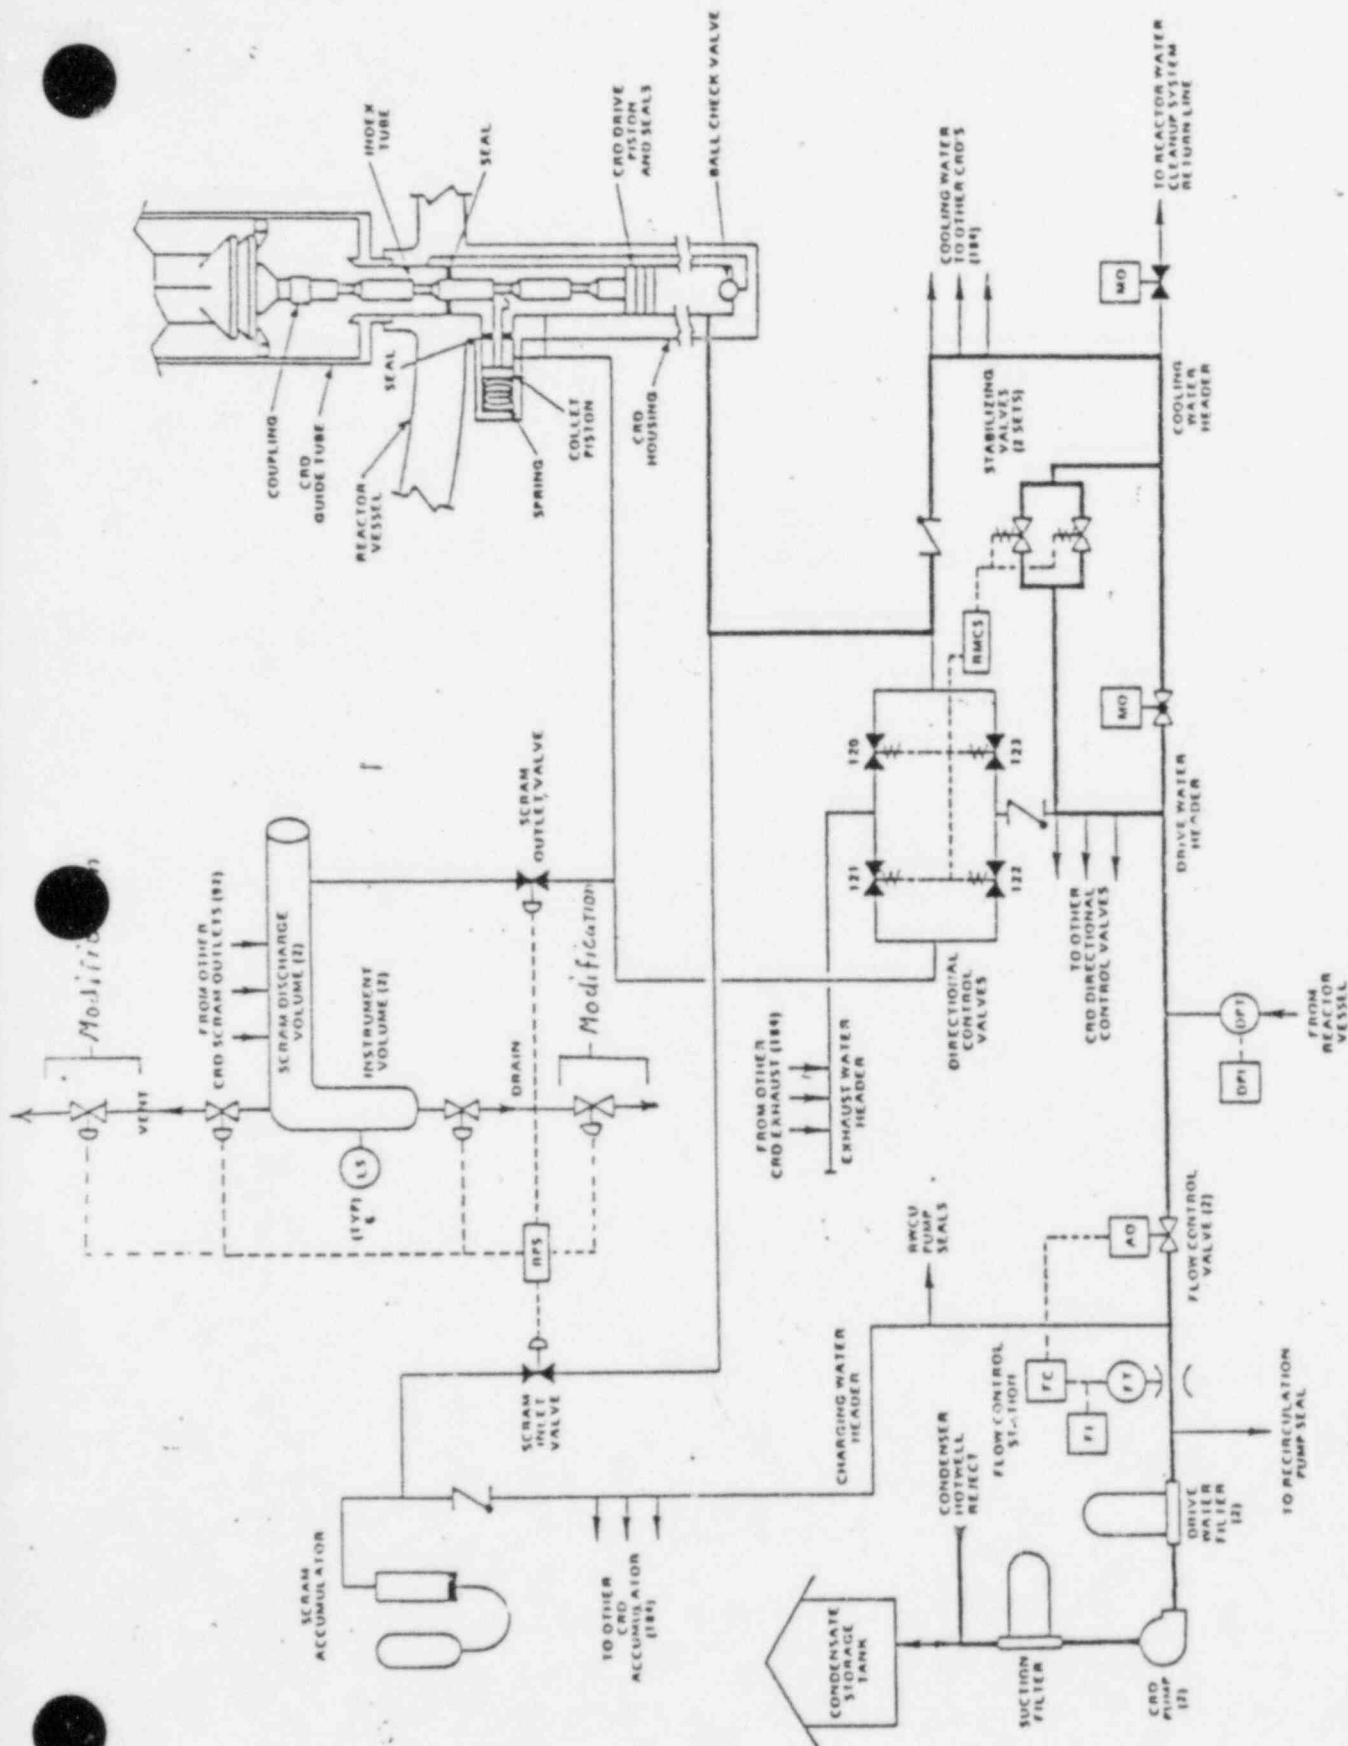 COUPLING
CRD
GUIDE TUBE
REACTOR
VESSEL
SEAL
SPRING
COLLET
PISTON
CRD
HOUSING
INDEX
TUBE
SEAL
CRD DRIVE
PISTON
AND SEALS
BALL CHECK VALVE
COOLING WATER
TO OTHER CRD'S
(184)
STABILIZING
VALVES
(2 SETS)
TO REACTOR WATER
CLEANUP SYSTEM
RETURN LINE
MO
COOLING
WATER
HEADER
RMCS
MO
DRIVE WATER
HEADER
120
123
121
122
DIRECTIONAL
CONTROL
VALVES
TO OTHER
CRD DIRECTIONAL
CONTROL VALVES
FROM OTHER
CRD EXHAUST (184)
EXHAUST WATER
HEADER
DPT
DPI
FROM
REACTOR
VESSEL
SCRAM
OUTLET VALVE
Modification
VENT
FROM OTHER
CRD SCRAM OUTLETS (92)
SCRAM DISCHARGE
VOLUME (2)
INSTRUMENT
VOLUME (2)
DRAIN
LS
(TYP)
6
RPS
SCRAM
INLET
VALVE
SCRAM
ACCUMULATOR
TO OTHER
CRD
ACCUMULATOR
(184)
CHARGING WATER
HEADER
RWCU
PUMP
SEALS
AO
FLOW CONTROL
VALVE (2)
FLOW CONTROL
STATION
FC
FT
FI
CONDENSER
HOTWELL
REJECT
CONDENSATE
STORAGE
TANK
SUCTION
FILTER
CRD
PUMP
(2)
DRIVE
WATER
FILTER
(2)
TO RECIRCULATION
PUMP SEAL